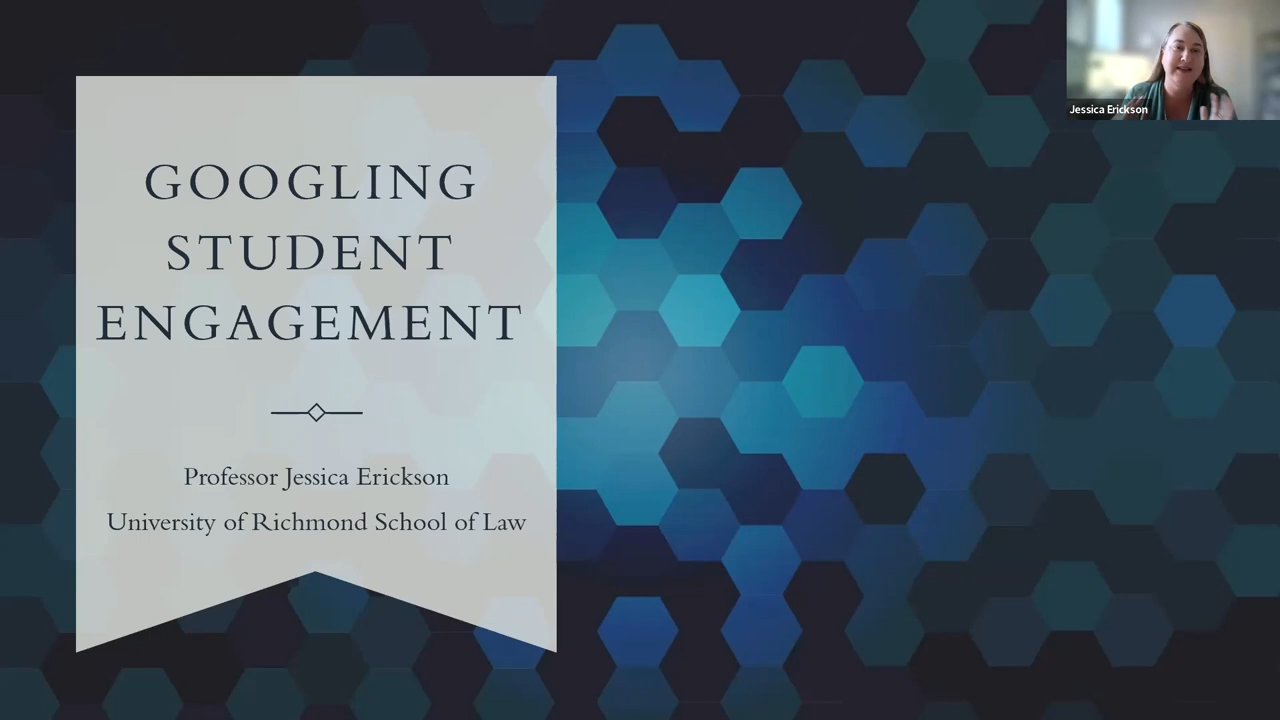 GOOGLING
STUDENT
ENGAGEMENT
Professor Jessica Erickson
University of Richmond School of Law
Jessica Erickson